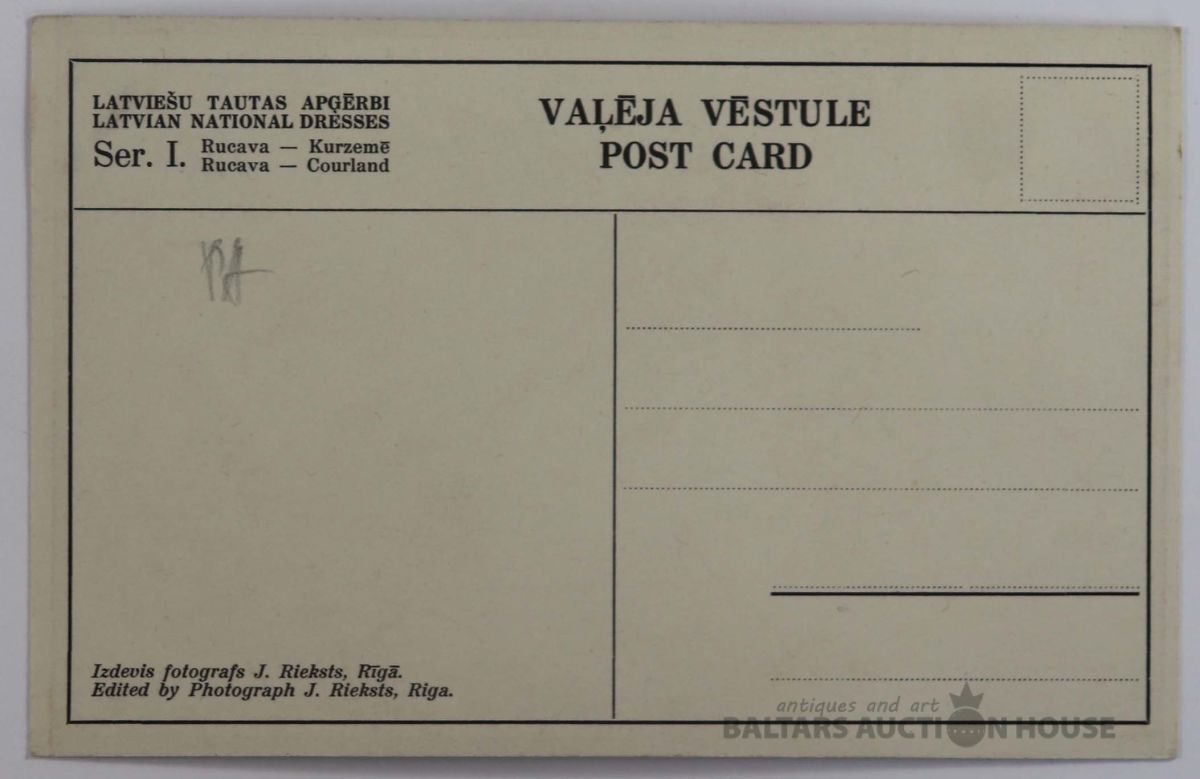 LATVIEŠU TAUTAS APĢĒRBI
LATVIAN NATIONAL DRESSES
Ser. I.
Rucava — Kurzemē
Rucava — Courland
VAĻĒJA VĒSTULE
POST CARD
Izdevis fotografs J. Rieksts, Rīgā.
Edited by Photograph J. Rieksts, Riga.
antiques and art
BALTARS AUCTION HOUSE